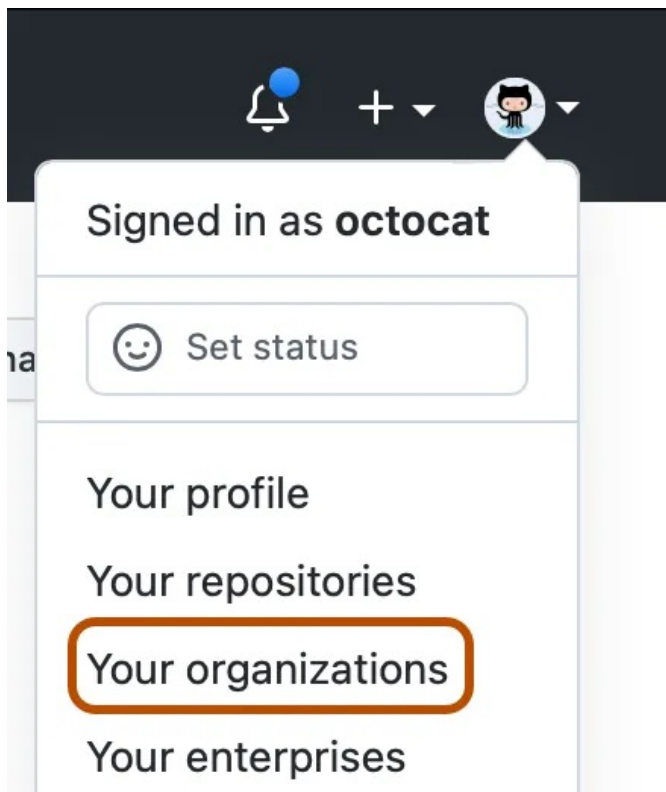 Signed in as octocat
Set status
Your profile
Your repositories
Your organizations
Your enterprises